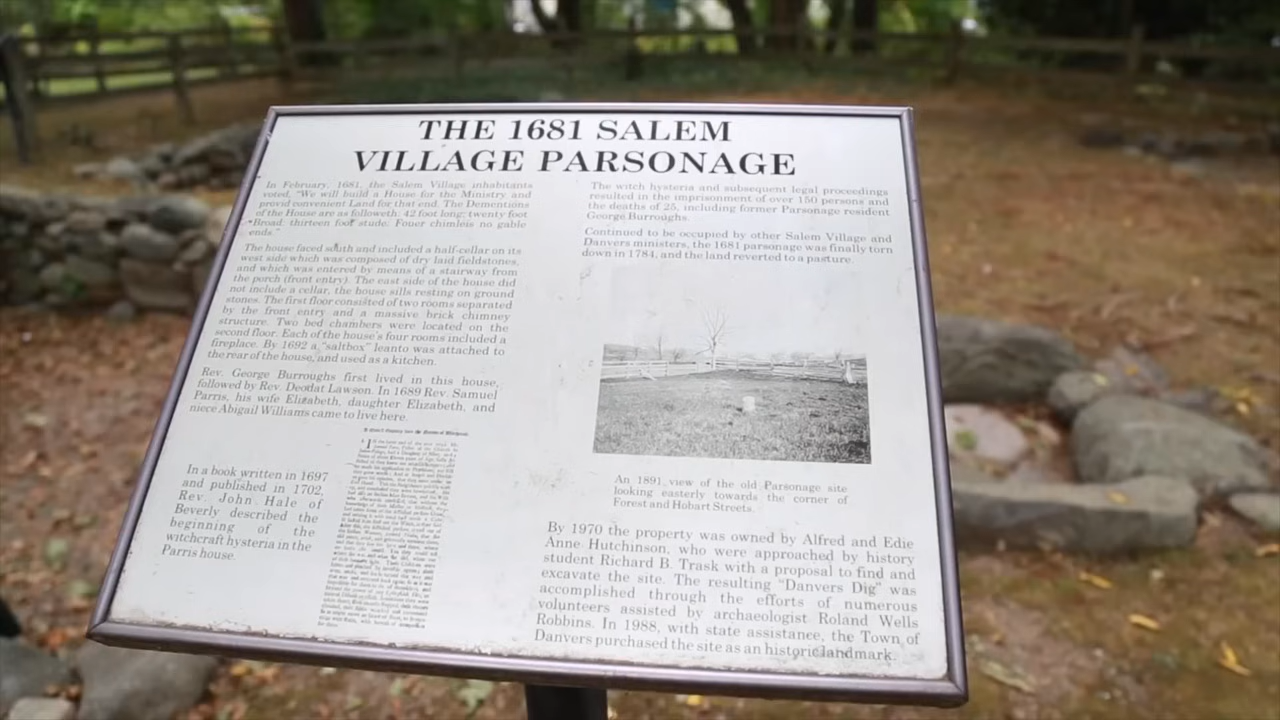 THE 1681 SALEM
VILLAGE PARSONAGE
In February, 1681, the Salem Village inhabitants
voted, "We will build a House for the Ministry and
provid convenient Land for that end. The Dementions
of the House are as followeth. 42 foot long; twenty foot
Broad; thirteen foot stude; Fouer chimleis no gable
ends."
The house faced south and included a half-cellar on its
west side which was composed of dry laid fieldstones,
and which was entered by means of a stairway from
the porch (front entry). The east side of the house did
not include a cellar, the house sills resting on ground
stones. The first floor consisted of two rooms separated
by the front entry and a massive brick chimney
structure. Two bed chambers were located on the
second floor. Each of the house's four rooms included a
fireplace. By 1692 a "saltbox" leanto was attached to
the rear of the house, and used as a kitchen.
Rev. George Burroughs first lived in this house,
followed by Rev. Deodat Lawson. In 1689 Rev. Samuel
Parris, his wife Elizabeth, daughter Elizabeth, and
niece Abigail Williams came to live here.
In a book written in 1697
and published in 1702,
Rev. John Hale of
Beverly described the
beginning of the
witchcraft hysteria in the
Parris house.
The witch hysteria and subsequent legal proceedings
resulted in the imprisonment of over 150 persons and
the deaths of 25, including former Parsonage resident
George Burroughs.
Continued to be occupied by other Salem Village and
Danvers ministers, the 1681 parsonage was finally torn
down in 1784, and the land reverted to a pasture.
An 1891 view of the old Parsonage site
looking easterly towards the corner of
Forest and Hobart Streets.
By 1970 the property was owned by Alfred and Edie
Anne Hutchinson, who were approached by history
student Richard B. Trask with a proposal to find and
excavate the site. The resulting "Danvers Dig" was
accomplished through the efforts of numerous
volunteers assisted by archaeologist Roland Wells
Robbins. In 1988, with state assistance, the Town of
Danvers purchased the site as an historic landmark.